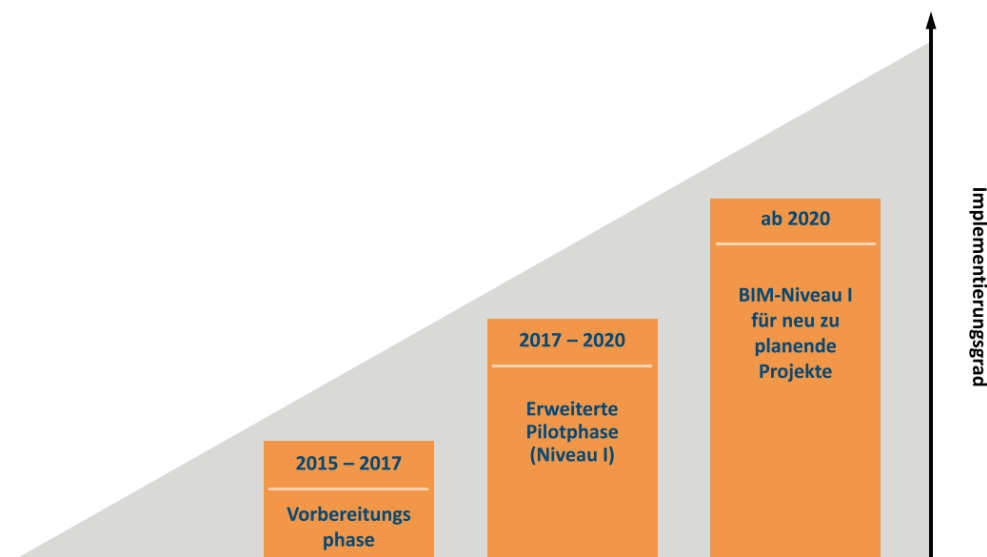 ab 2020
BIM-Niveau I
für neu zu
planende
Projekte
2017 – 2020
Erweiterte
Pilotphase
(Niveau I)
2015 – 2017
Vorbereitungs
phase
Implementierungsgrad